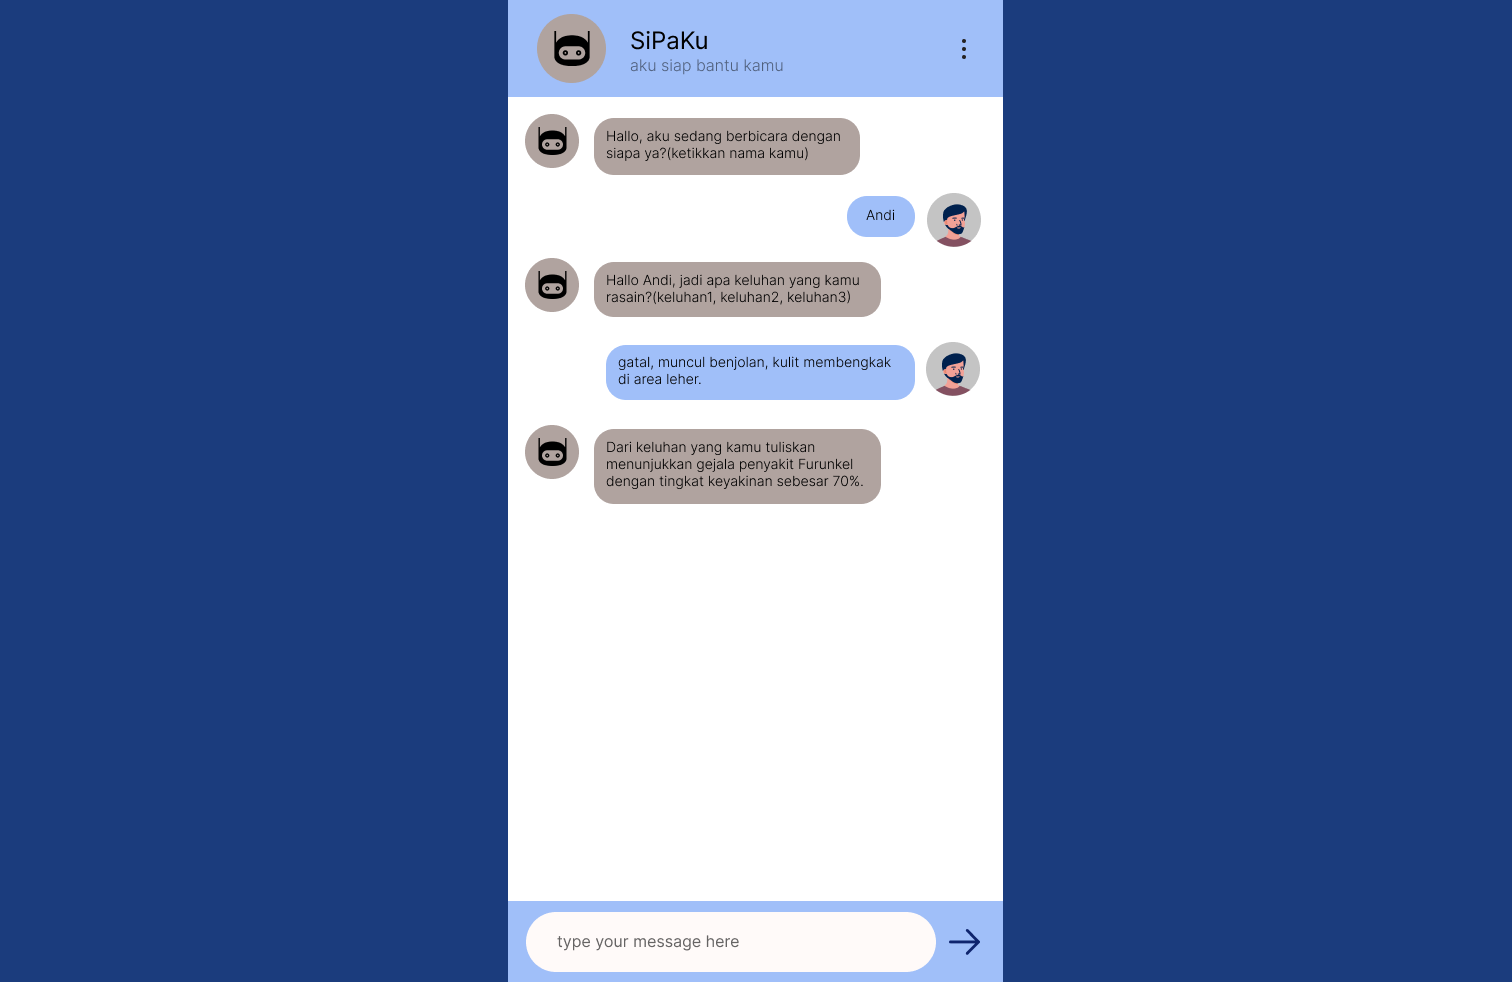 SiPaKu
aku siap bantu kamu
Hallo, aku sedang berbicara dengan
siapa ya?(ketikkan nama kamu)
Andi
Hallo Andi, jadi apa keluhan yang kamu
rasain?(keluhan1, keluhan2, keluhan3)
gatal, muncul benjolan, kulit membengkak
di area leher.
Dari keluhan yang kamu tuliskan
menunjukkan gejala penyakit Furunkel
dengan tingkat keyakinan sebesar 70%.
type your message here